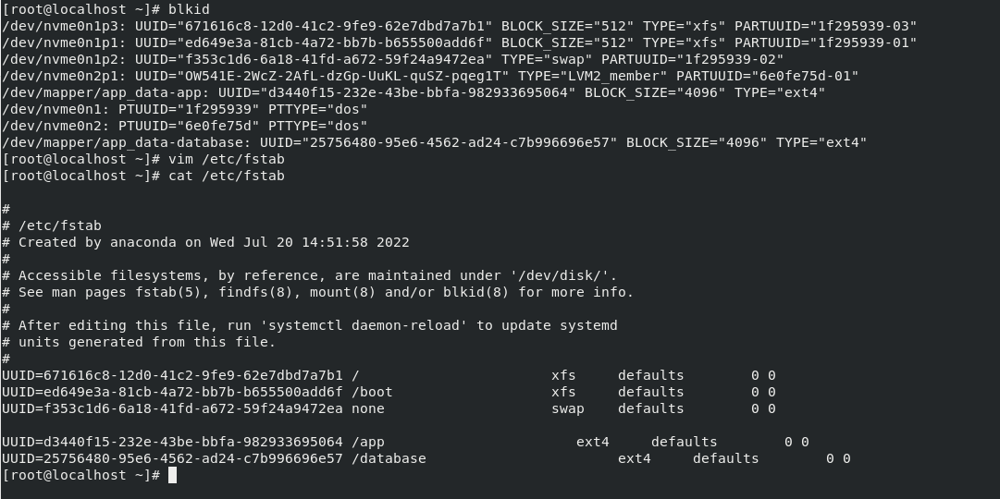 [root@localhost ~]# blkid
/dev/nvme0n1p3: UUID="671616c8-12d0-41c2-9fe9-62e7dbd7a7b1" BLOCK_SIZE="512" TYPE="xfs" PARTUUID="1f295939-03"
/dev/nvme0n1p1: UUID="ed649e3a-81cb-4a72-bb7b-b655500add6f" BLOCK_SIZE="512" TYPE="xfs" PARTUUID="1f295939-01"
/dev/nvme0n1p2: UUID="f353c1d6-6a18-41fd-a672-59f24a9472ea" TYPE="swap" PARTUUID="1f295939-02"
/dev/nvme0n2p1: UUID="OW541E-2WcZ-2AfL-dzGp-UuKL-quSZ-pqeg1T" TYPE="LVM2_member" PARTUUID="6e0fe75d-01"
/dev/mapper/app_data-app: UUID="d3440f15-232e-43be-bbfa-982933695064" BLOCK_SIZE="4096" TYPE="ext4"
/dev/nvme0n1: PTUUID="1f295939" PTTYPE="dos"
/dev/nvme0n2: PTUUID="6e0fe75d" PTTYPE="dos"
/dev/mapper/app_data-database: UUID="25756480-95e6-4562-ad24-c7b996696e57" BLOCK_SIZE="4096" TYPE="ext4"
[root@localhost ~]# vim /etc/fstab
[root@localhost ~]# cat /etc/fstab
#
# /etc/fstab
# Created by anaconda on Wed Jul 20 14:51:58 2022
#
# Accessible filesystems, by reference, are maintained under '/dev/disk/'.
# See man pages fstab(5), findfs(8), mount(8) and/or blkid(8) for more info.
#
# After editing this file, run 'systemctl daemon-reload' to update systemd
# units generated from this file.
#
UUID=671616c8-12d0-41c2-9fe9-62e7dbd7a7b1 /                       xfs     defaults        0 0
UUID=ed649e3a-81cb-4a72-bb7b-b655500add6f /boot                   xfs     defaults        0 0
UUID=f353c1d6-6a18-41fd-a672-59f24a9472ea none                    swap    defaults        0 0
UUID=d3440f15-232e-43be-bbfa-982933695064 /app                       ext4     defaults        0 0
UUID=25756480-95e6-4562-ad24-c7b996696e57 /database                       ext4     defaults        0 0
[root@localhost ~]#